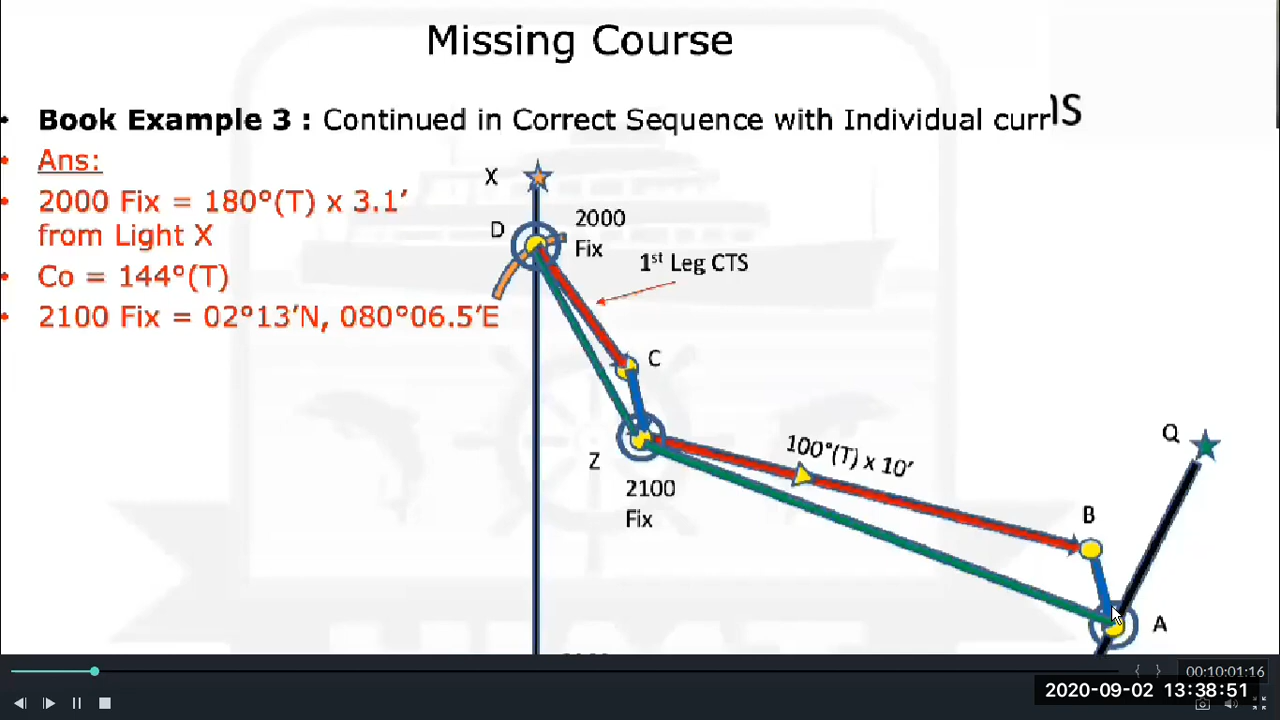 Missing Course
Book Example 3 : Continued in Correct Sequence with Individual curr
ns
Ans:
2000 Fix = 180°(T) x 3.1’
from Light X
Co = 144°(T)
2100 Fix = 02°13’N, 080°06.5’E
X
D
2000
Fix
1st Leg CTS
C
Z
2100
Fix
100°(T) x 10’
Q
B
A
00:10:01:16
2020-09-02 13:38:51